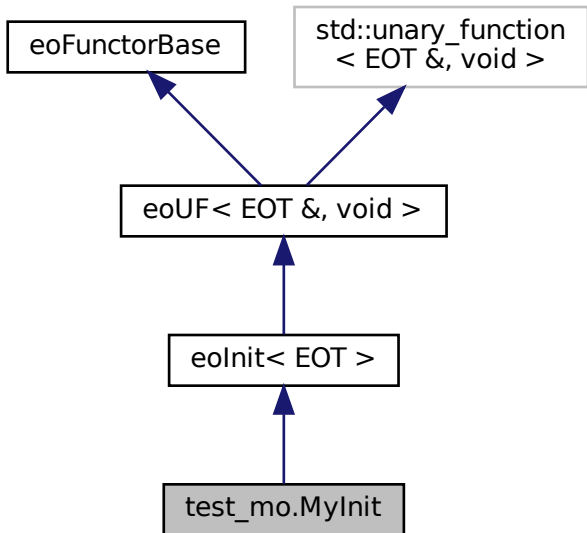 eoFunctorBase
std::unary_function
< EOT &, void >
eoUF< EOT &, void >
eoInit< EOT >
test_mo.MyInit